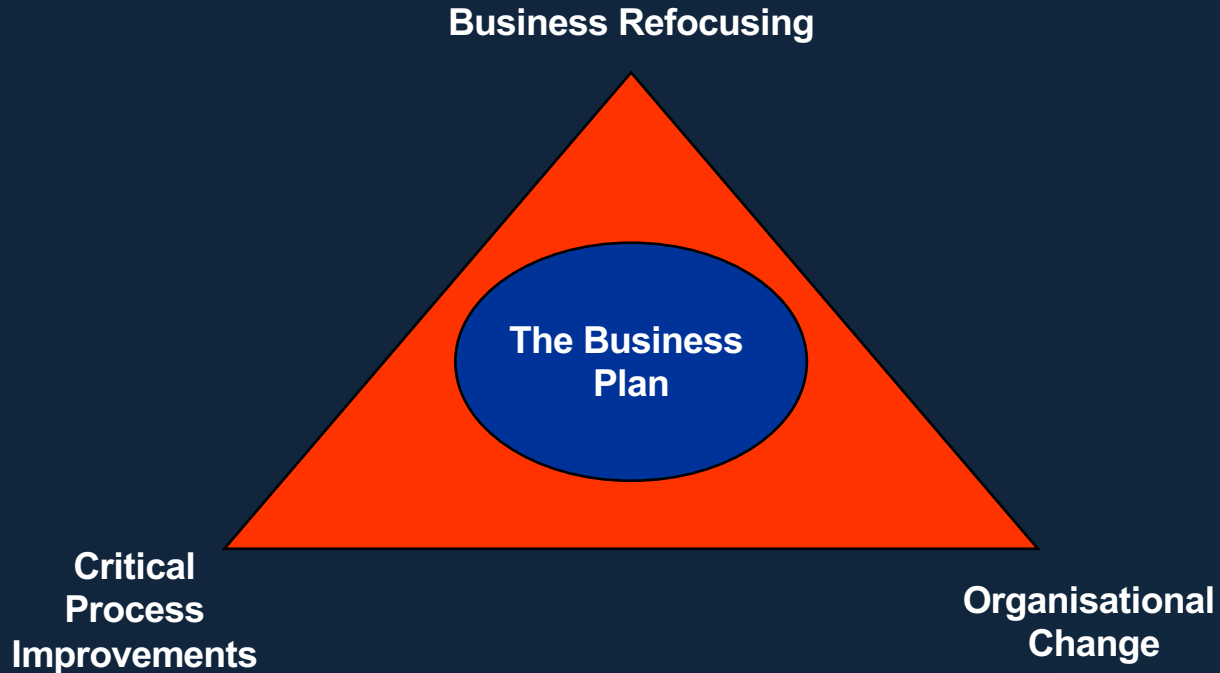 Business Refocusing
The Business
Plan
Critical
Process
Improvements
Organisational
Change